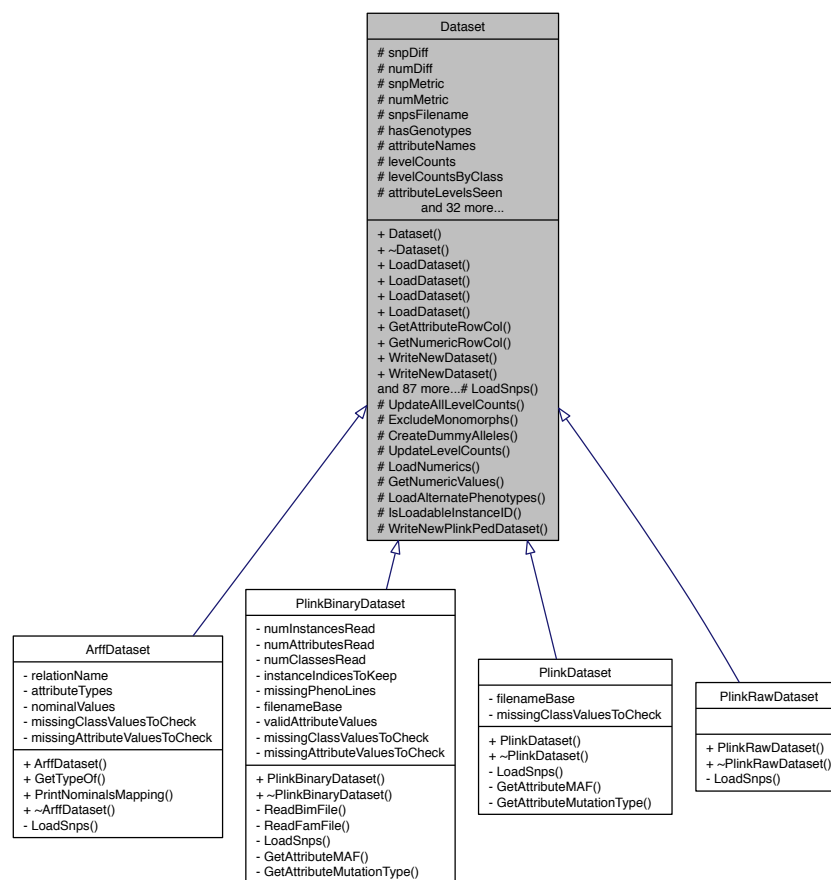 Dataset
# snpDiff
# numDiff
# snpMetric
# numMetric
# snpsFilename
# hasGenotypes
# attributeNames
# levelCounts
# levelCountsByClass
# attributeLevelsSeen
and 32 more...
+ Dataset()
+ ~Dataset()
+ LoadDataset()
+ LoadDataset()
+ LoadDataset()
+ LoadDataset()
+ GetAttributeRowCol()
+ GetNumericRowCol()
+ WriteNewDataset()
+ WriteNewDataset()
and 87 more...# LoadSnps()
# UpdateAllLevelCounts()
# ExcludeMonomorphs()
# CreateDummyAlleles()
# UpdateLevelCounts()
# LoadNumerics()
# GetNumericValues()
# LoadAlternatePhenotypes()
# IsLoadableInstanceID()
# WriteNewPlinkPedDataset()
ArffDataset
- relationName
- attributeTypes
- nominalValues
- missingClassValuesToCheck
- missingAttributeValuesToCheck
+ ArffDataset()
+ GetTypeOf()
+ PrintNominalsMapping()
+ ~ArffDataset()
- LoadSnps()
PlinkBinaryDataset
- numInstancesRead
- numAttributesRead
- numClassesRead
- instanceIndicesToKeep
- missingPhenoLines
- filenameBase
- validAttributeValues
- missingClassValuesToCheck
- missingAttributeValuesToCheck
+ PlinkBinaryDataset()
+ ~PlinkBinaryDataset()
- ReadBimFile()
- ReadFamFile()
- LoadSnps()
- GetAttributeMAF()
- GetAttributeMutationType()
PlinkDataset
- filenameBase
- missingClassValuesToCheck
+ PlinkDataset()
+ ~PlinkDataset()
- LoadSnps()
- GetAttributeMAF()
- GetAttributeMutationType()
PlinkRawDataset
+ PlinkRawDataset()
+ ~PlinkRawDataset()
- LoadSnps()